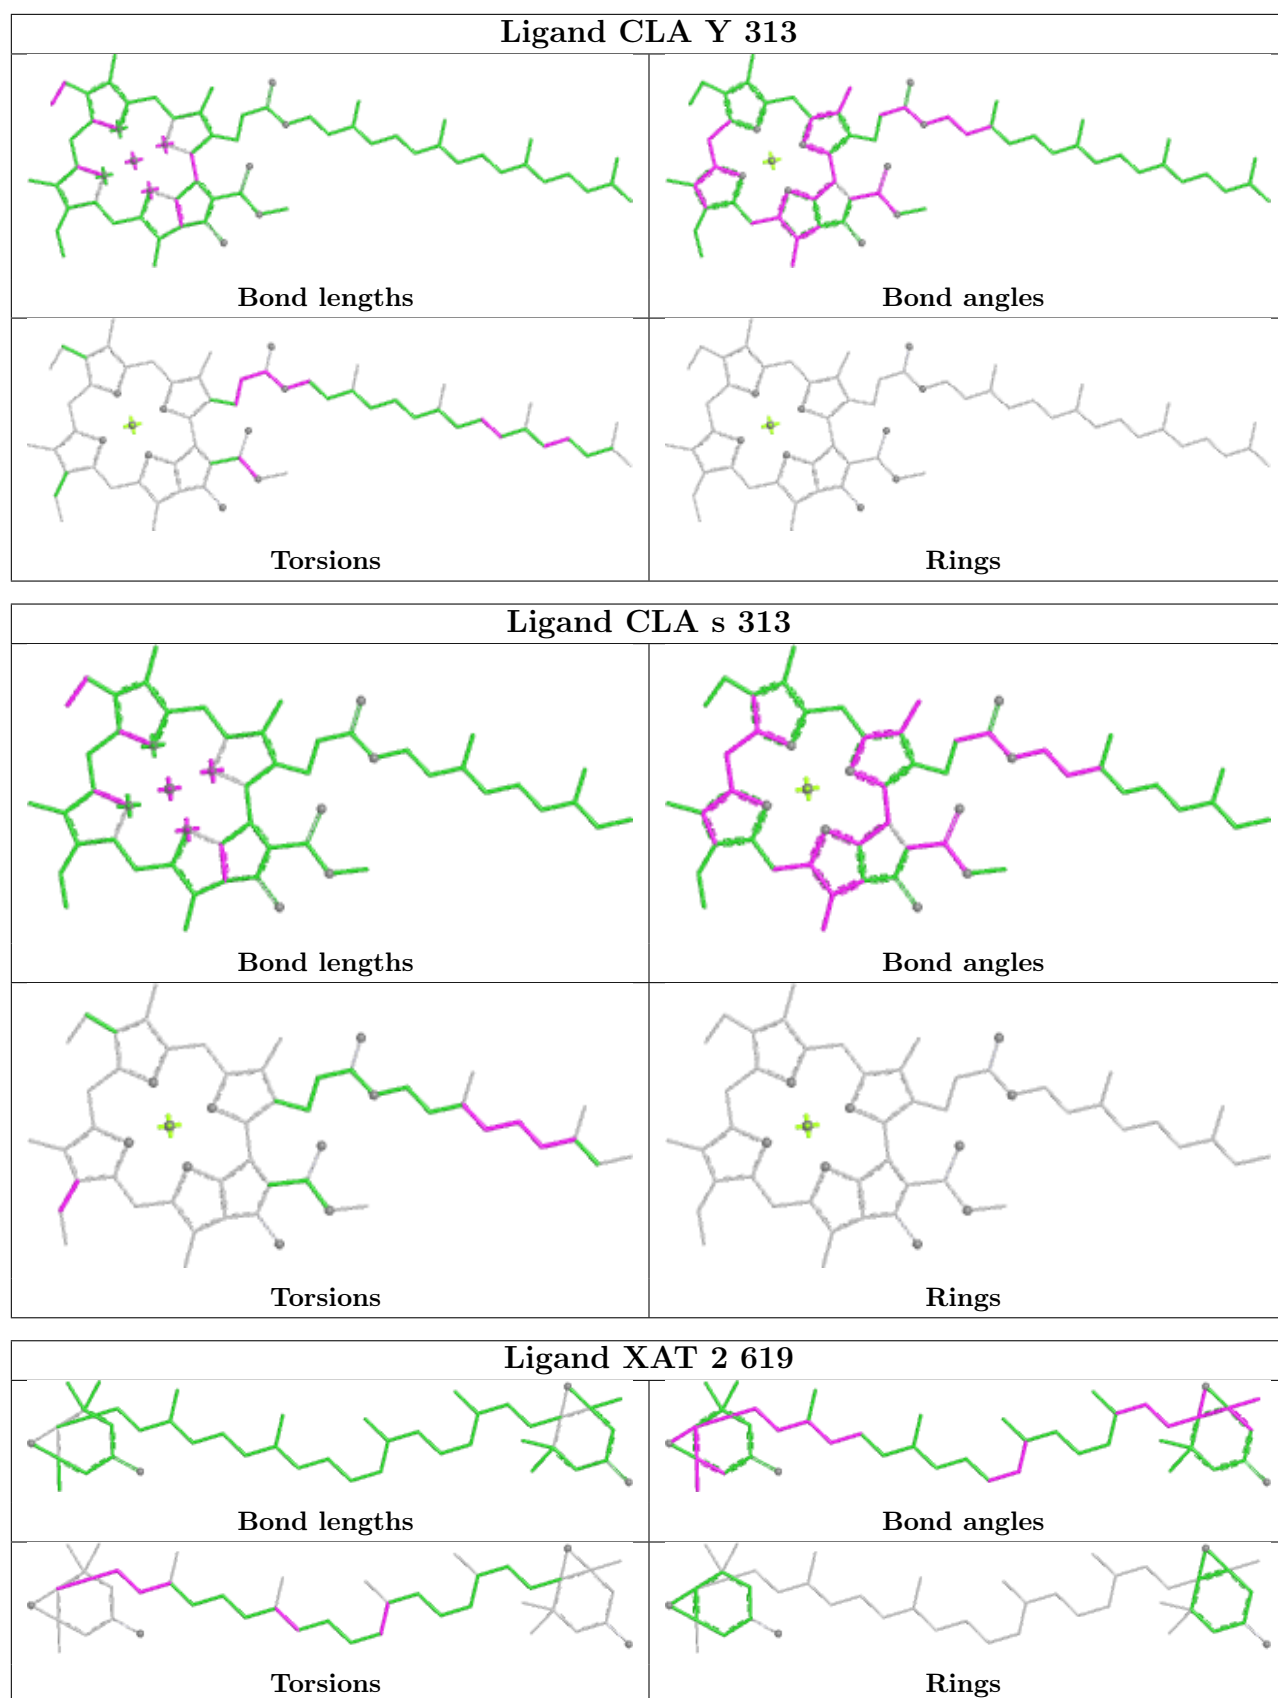 Ligand CLA Y 313
Bond lengths
Bond angles
Torsions
Rings
Ligand CLA s 313
Bond lengths
Bond angles
Torsions
Rings
Ligand XAT 2 619
Bond lengths
Bond angles
Torsions
Rings